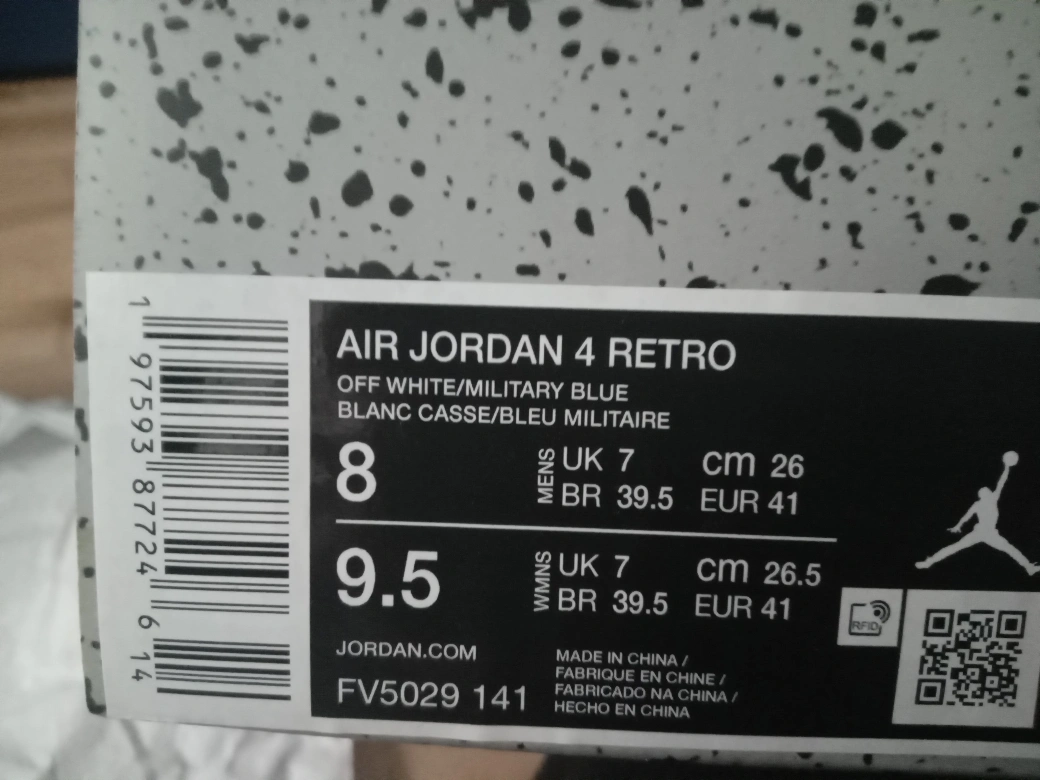 1 97593 87724 6 14
AIR JORDAN 4 RETRO
OFF WHITE/MILITARY BLUE
BLANC CASSE/BLEU MILITAIRE
8 MENS UK 7 cm 26
BR 39.5 EUR 41
9.5 WMNS UK 7 cm 26.5
BR 39.5 EUR 41
RFID
JORDAN.COM
FV5029 141
MADE IN CHINA /
FABRIQUE EN CHINE /
FABRICADO NA CHINA /
HECHO EN CHINA